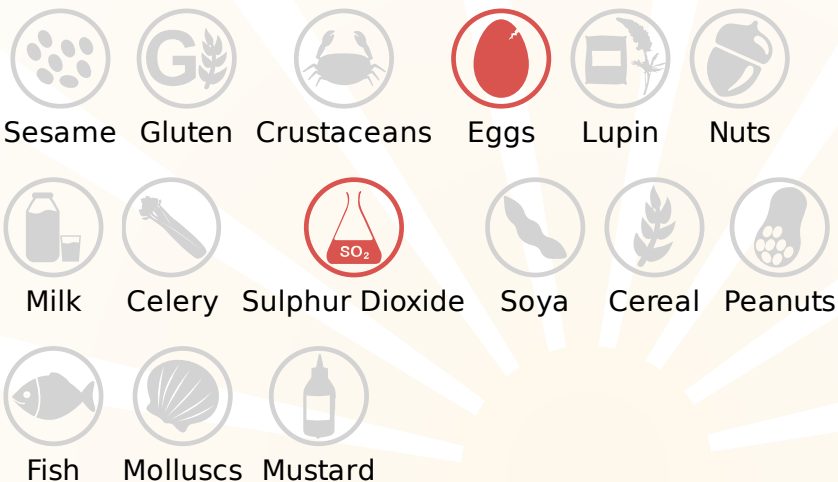 G
Sesame Gluten Crustaceans Eggs Lupin Nuts
SO₂
Milk Celery Sulphur Dioxide Soya Cereal Peanuts
Fish Molluscs Mustard